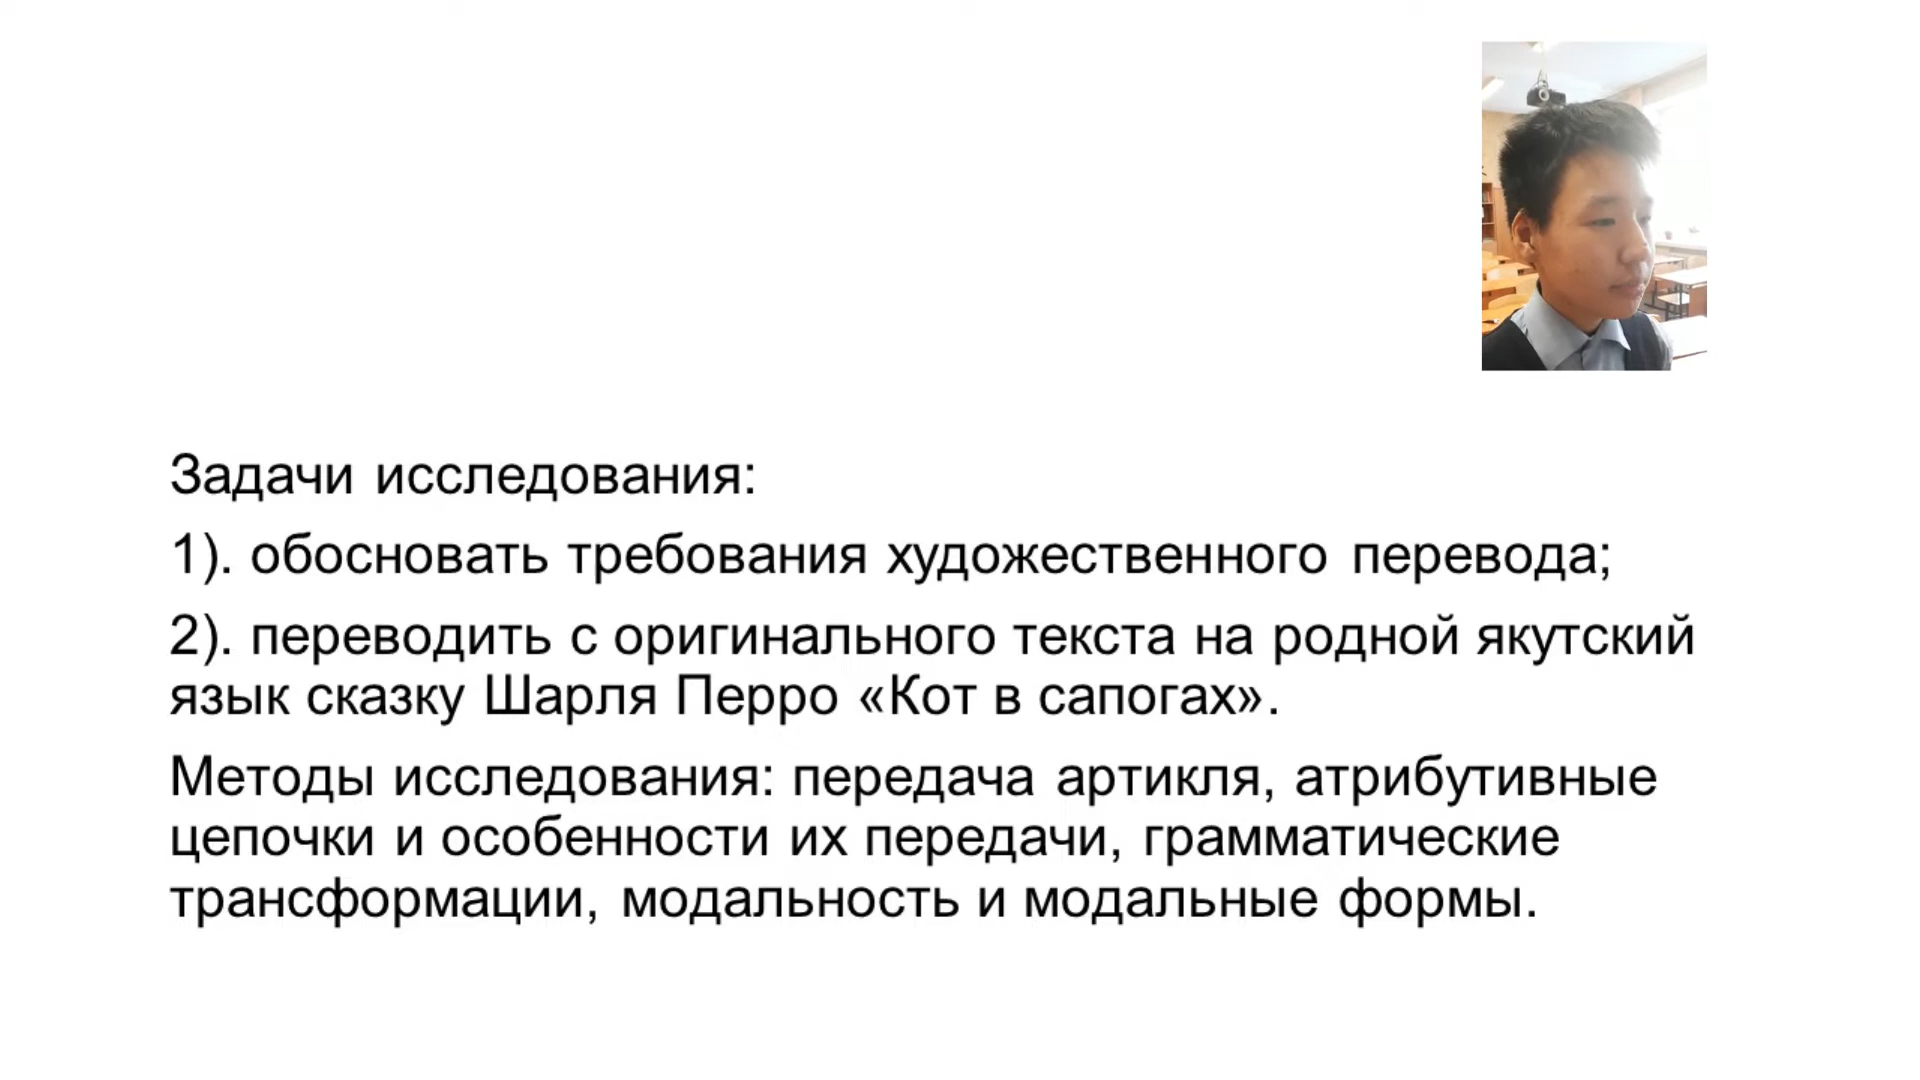 Задачи исследования:
1). обосновать требования художественного перевода;
2). переводить с оригинального текста на родной якутский
язык сказку Шарля Перро «Кот в сапогах».
Методы исследования: передача артикля, атрибутивные
цепочки и особенности их передачи, грамматические
трансформации, модальность и модальные формы.